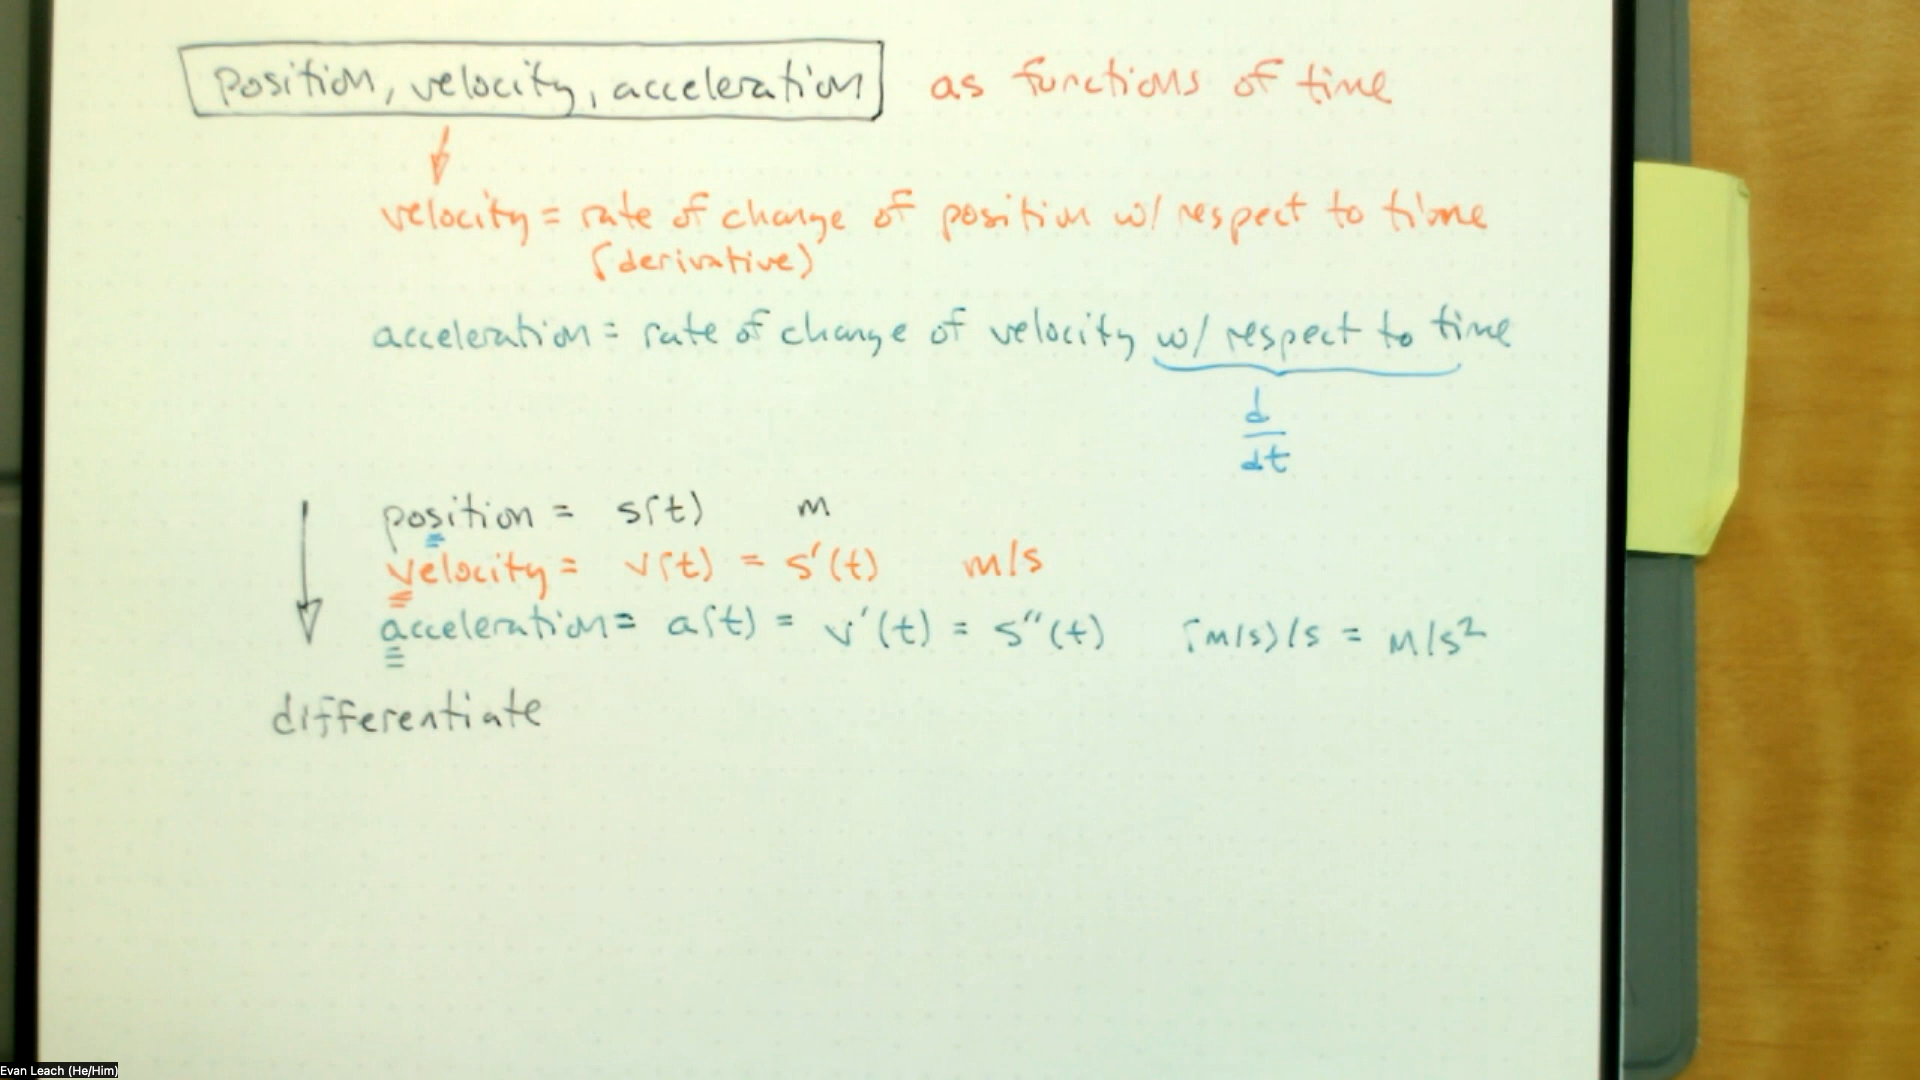 position, velocity, acceleration as functions of time
velocity = rate of change of position w/ respect to time
(derivative)
acceleration = rate of change of velocity w/ respect to time
d
dt
position = s(t) m
velocity = v(t) = s'(t) m/s
acceleration = a(t) = v'(t) = s''(t) (m/s)/s = m/s²
differentiate
Evan Leach (He/Him)